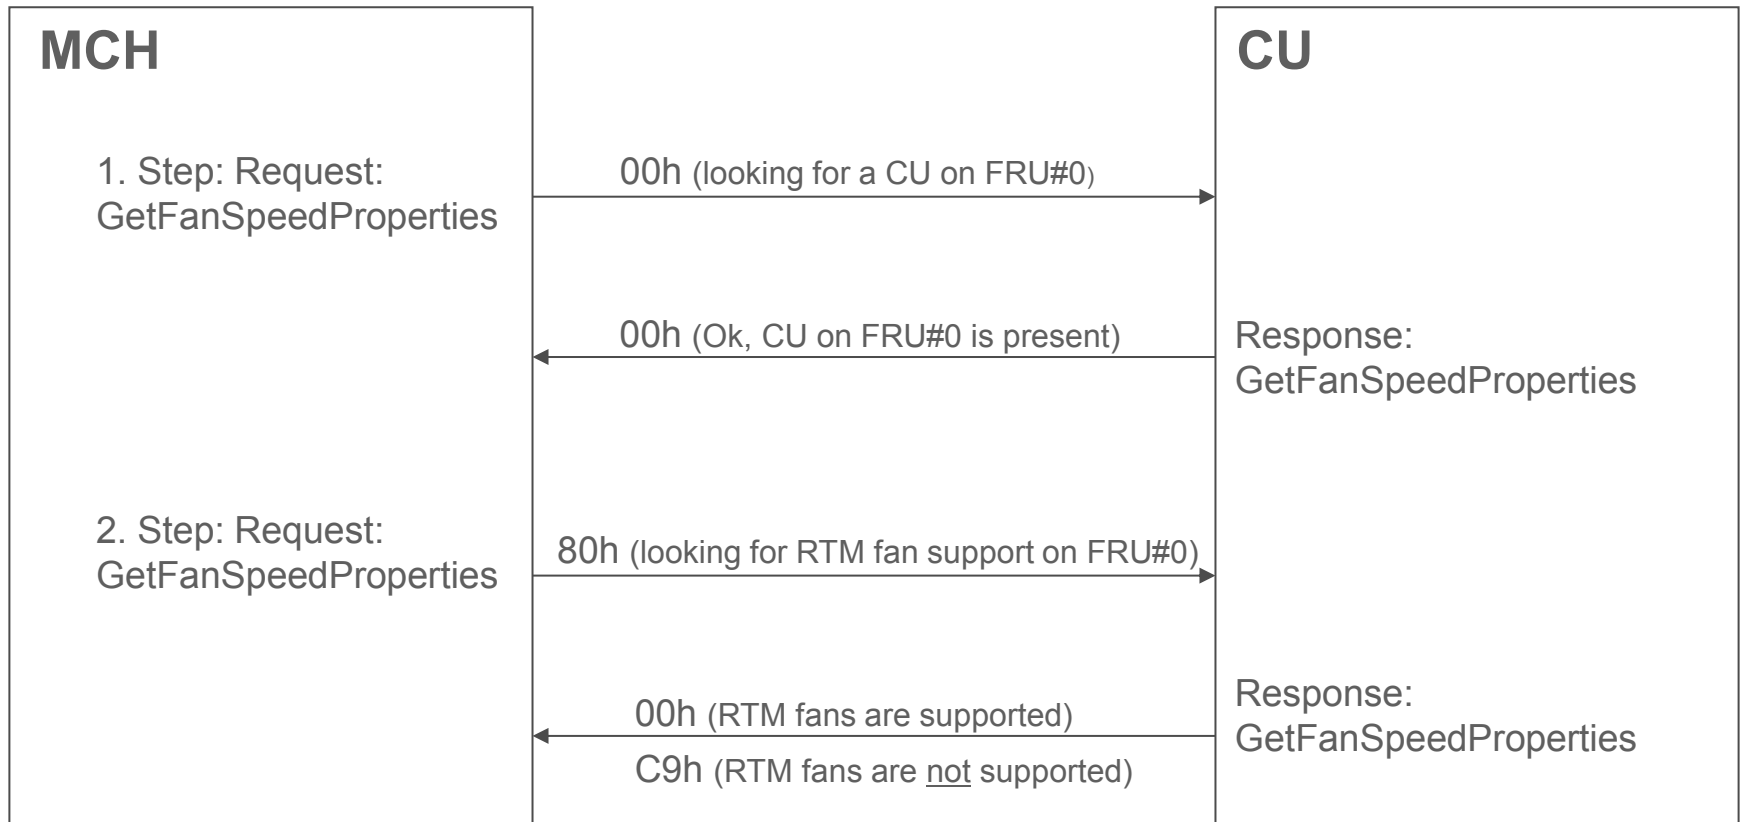 MCH
CU
1. Step: Request:
GetFanSpeedProperties
00h (looking for a CU on FRU#0)
00h (Ok, CU on FRU#0 is present)
Response:
GetFanSpeedProperties
2. Step: Request:
GetFanSpeedProperties
80h (looking for RTM fan support on FRU#0)
00h (RTM fans are supported)
C9h (RTM fans are not supported)
Response:
GetFanSpeedProperties